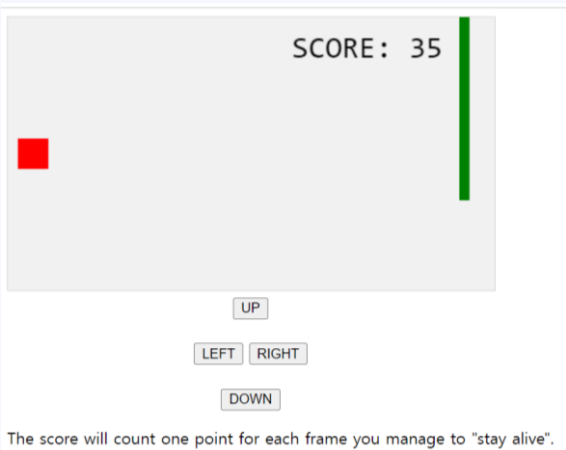 SCORE: 35
UP
LEFT RIGHT
DOWN
The score will count one point for each frame you manage to "stay alive".